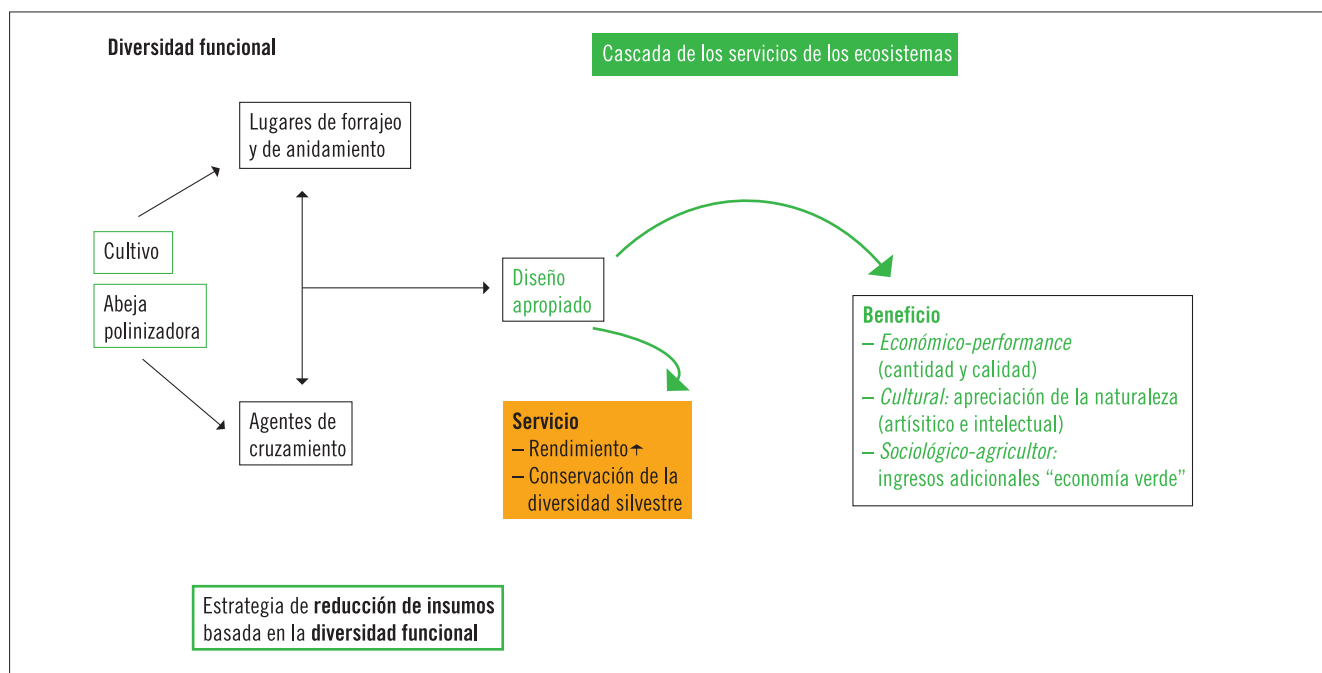 Diversidad funcional
Cascada de los servicios de los ecosistemas
Lugares de forrajeo
y de anidamiento
Cultivo
Abeja
polinizadora
Agentes de
cruzamiento
Diseño
apropiado
Servicio
– Rendimiento↑
– Conservación de la
diversidad silvestre
Beneficio
– Económico-performance
(cantidad y calidad)
– Cultural: apreciación de la naturaleza
(artísitico e intelectual)
– Sociológico-agricultor:
ingresos adicionales “economía verde”
Estrategia de reducción de insumos
basada en la diversidad funcional